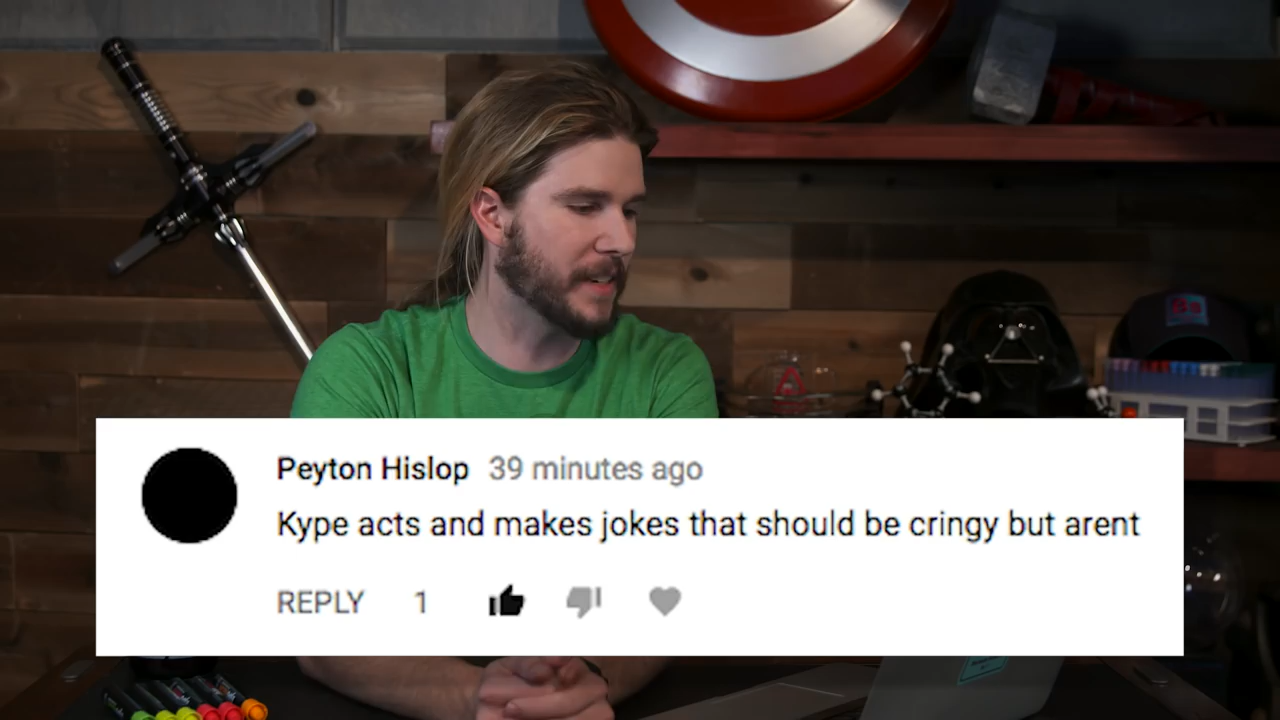 Peyton Hislop 39 minutes ago
Kype acts and makes jokes that should be cringy but arent
REPLY 1